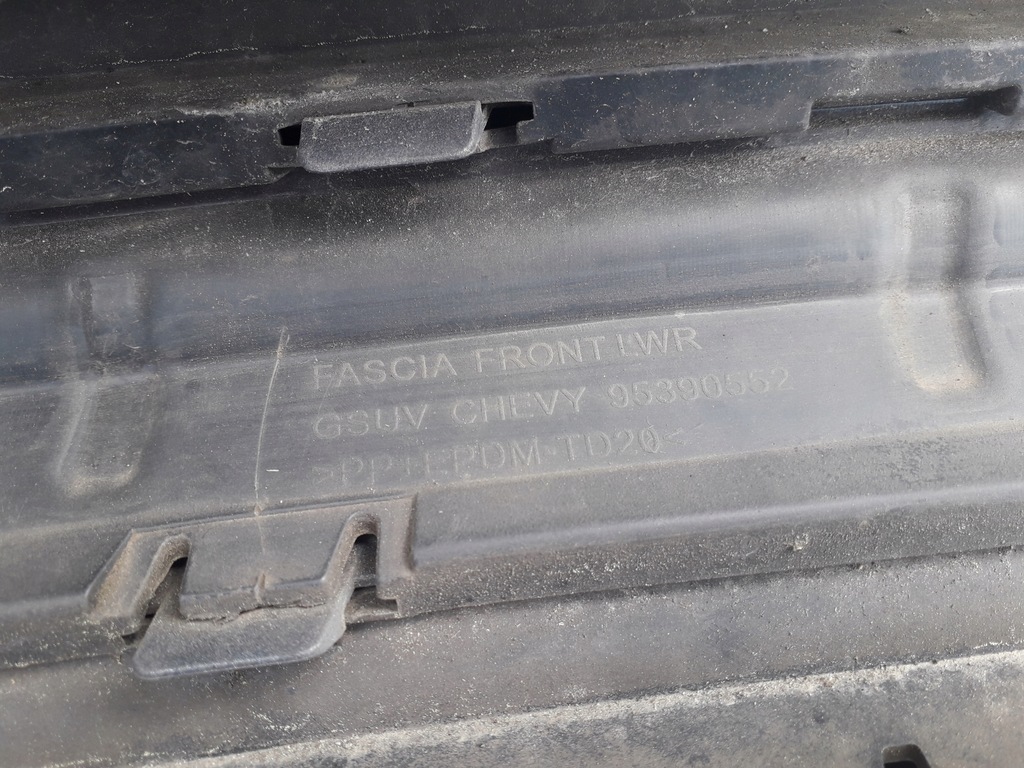 FASCIA FRONT LWR
GSUV CHEVY 95390552
>PP+EPDM-TD20<